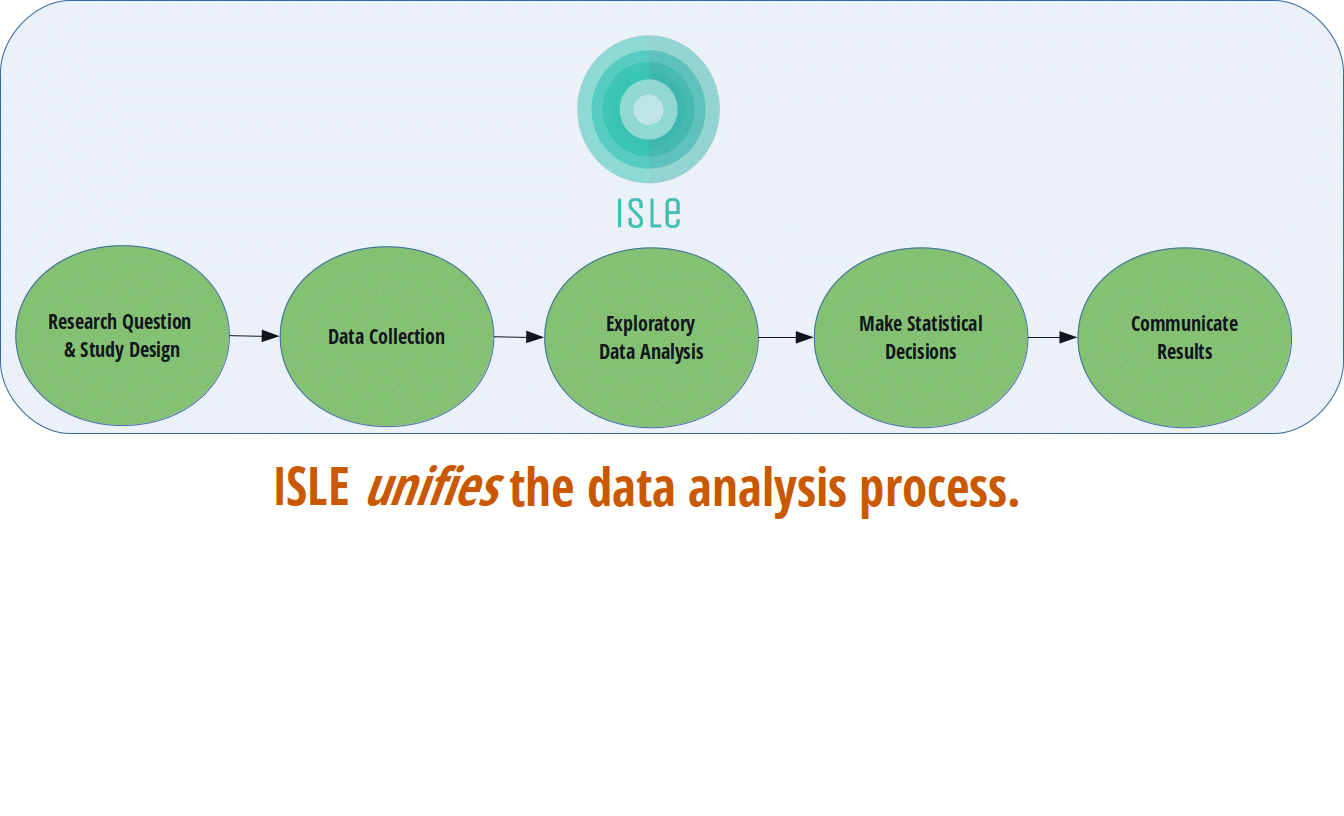 ISLE
Research Question
& Study Design
Data Collection
Exploratory
Data Analysis
Make Statistical
Decisions
Communicate
Results
ISLE unifies the data analysis process.